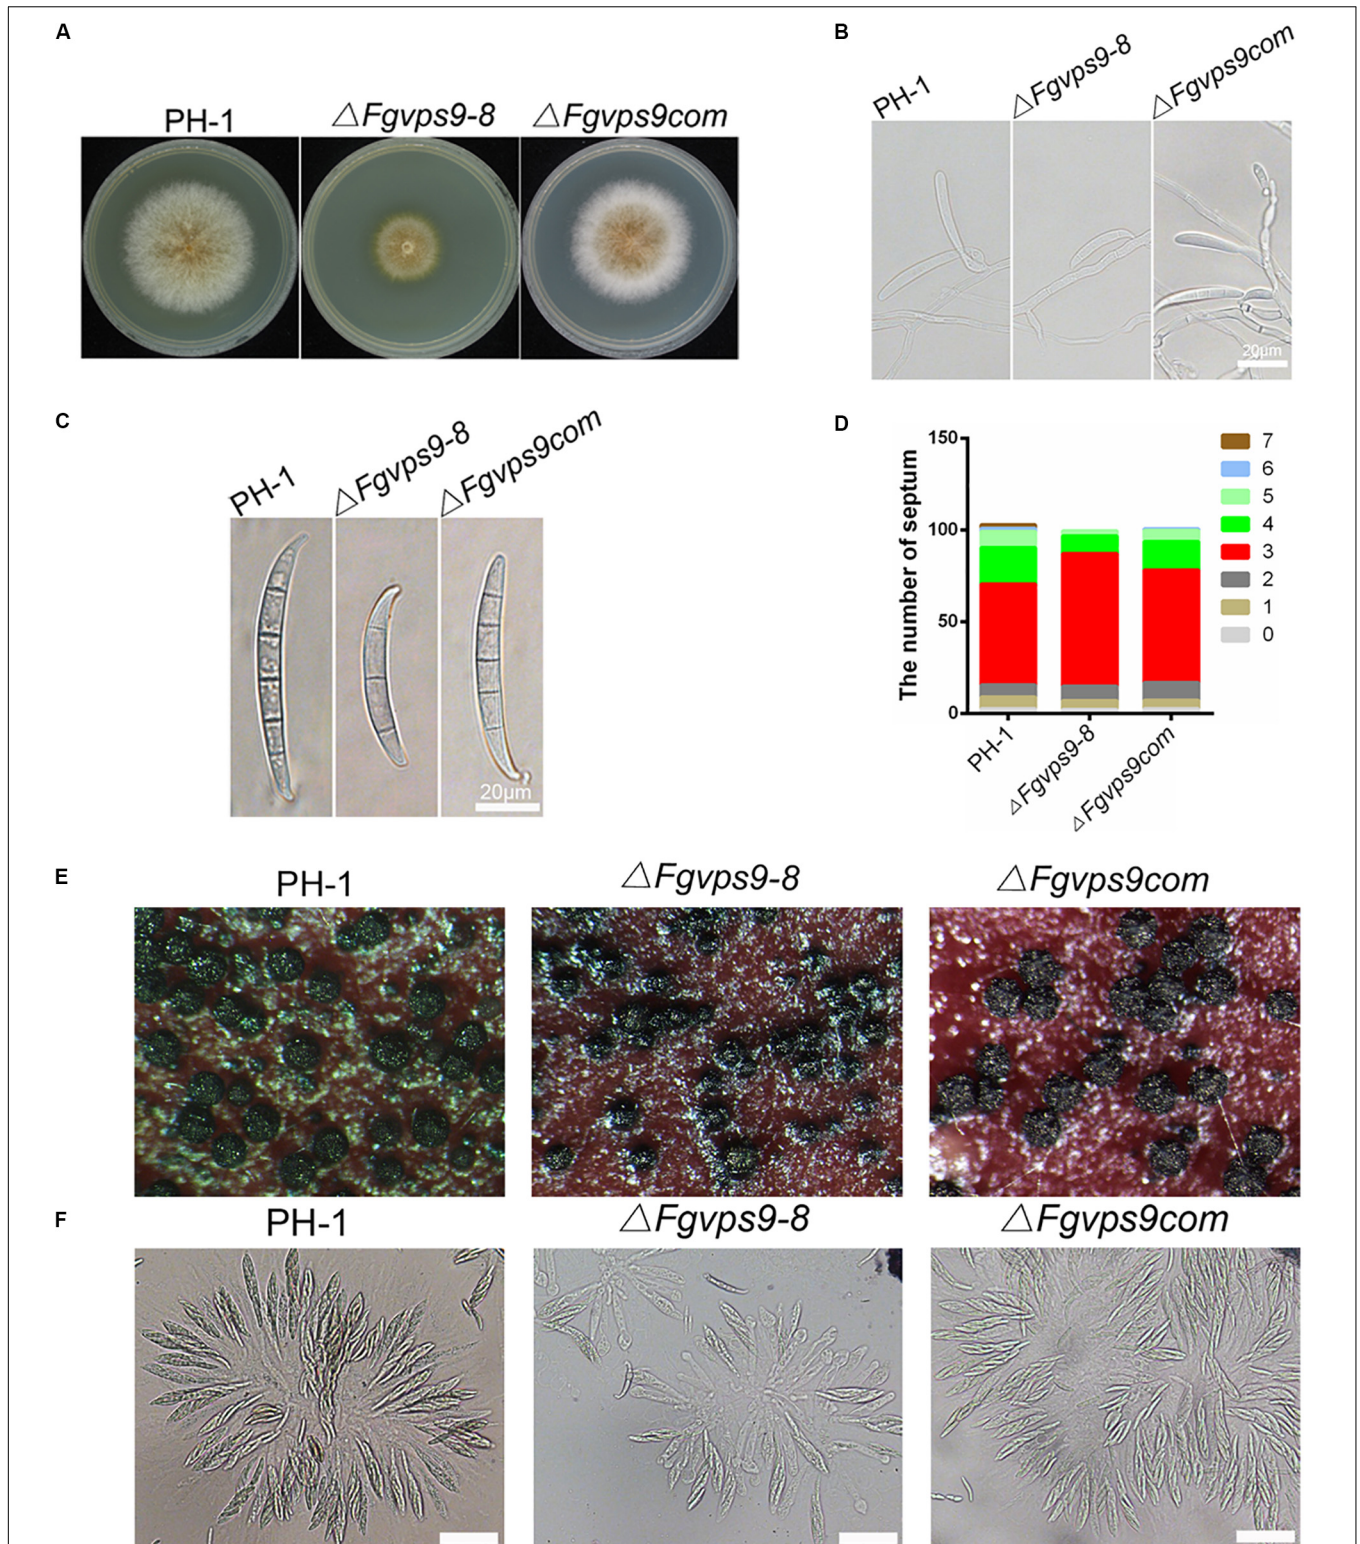 A
PH-1 △Fgvps9-8 △Fgvps9com
B
PH-1 △Fgvps9-8 △Fgvps9com
20µm
C
PH-1 △Fgvps9-8 △Fgvps9com
20µm
D
The number of septum
150
100
50
0
7
6
5
4
3
2
1
0
PH-1 △Fgvps9-8 △Fgvps9com
E
PH-1 △Fgvps9-8 △Fgvps9com
F
PH-1 △Fgvps9-8 △Fgvps9com